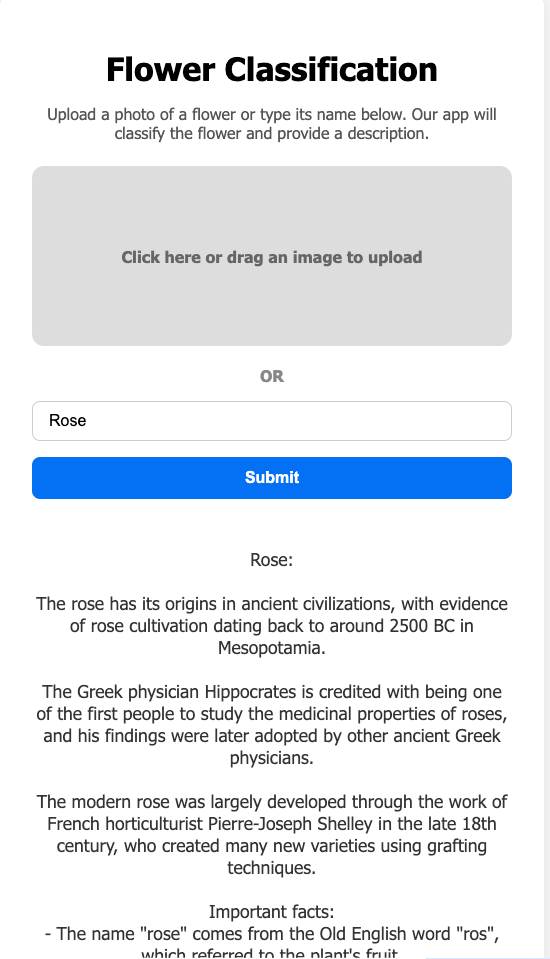 Flower Classification
Upload a photo of a flower or type its name below. Our app will
classify the flower and provide a description.
Click here or drag an image to upload
OR
Rose
Submit
Rose:
The rose has its origins in ancient civilizations, with evidence
of rose cultivation dating back to around 2500 BC in
Mesopotamia.
The Greek physician Hippocrates is credited with being one
of the first people to study the medicinal properties of roses,
and his findings were later adopted by other ancient Greek
physicians.
The modern rose was largely developed through the work of
French horticulturist Pierre-Joseph Shelley in the late 18th
century, who created many new varieties using grafting
techniques.
Important facts:
- The name "rose" comes from the Old English word "ros",
which referred to the plant's fruit